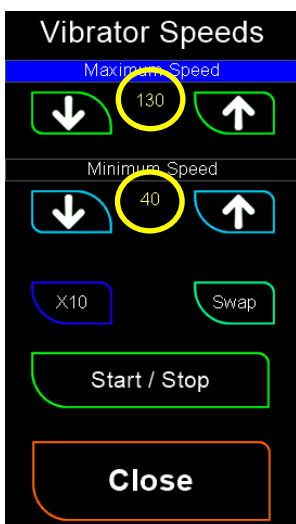 Vibrator Speeds
Maximum Speed
130
Minimum Speed
40
X10 Swap
Start / Stop
Close